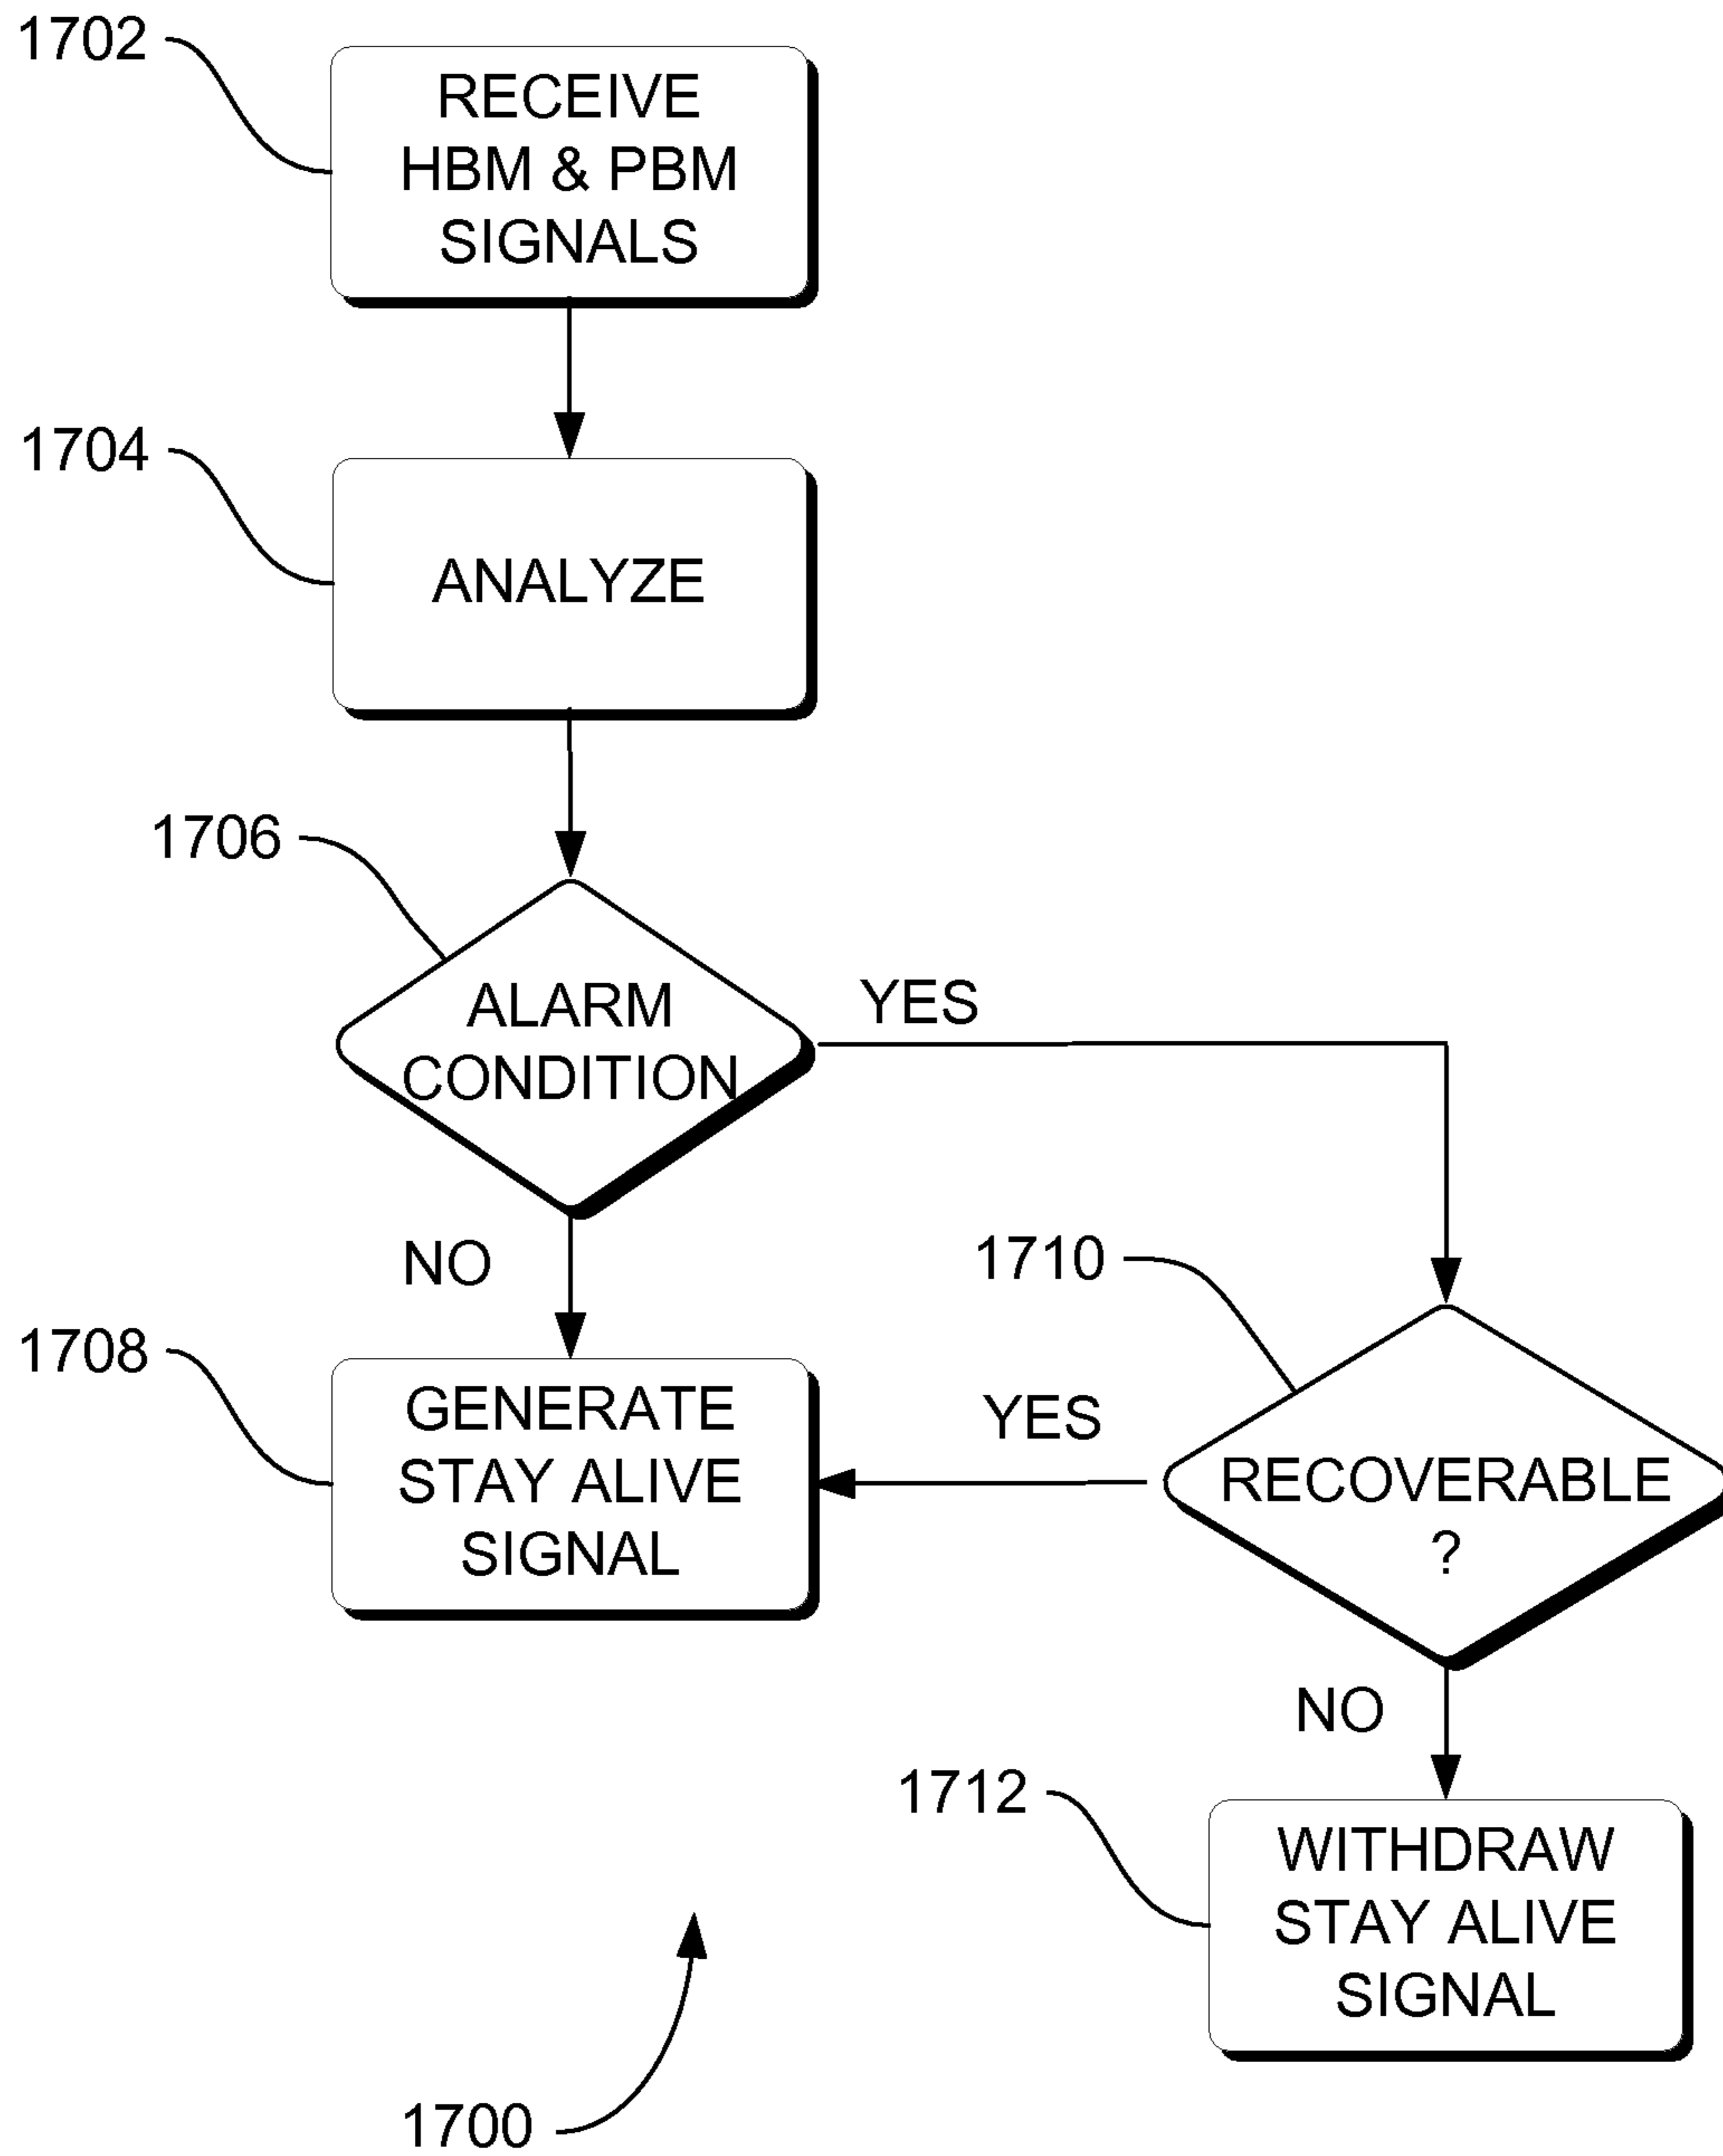 1702
RECEIVE
HBM & PBM
SIGNALS
1704
ANALYZE
1706
ALARM
CONDITION
YES
NO
1710
1708
GENERATE
STAY ALIVE
SIGNAL
YES
RECOVERABLE
?
NO
1712
WITHDRAW
STAY ALIVE
SIGNAL
1700